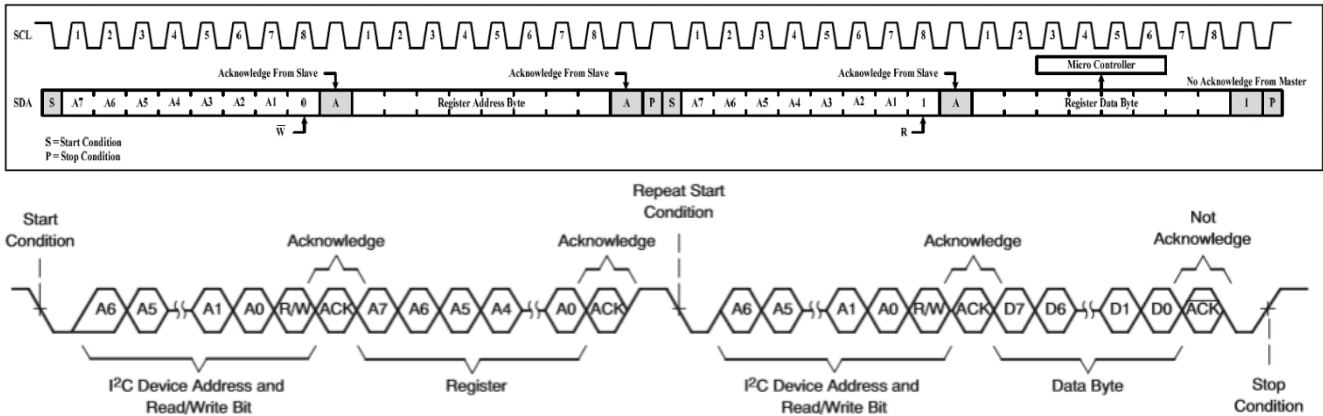 SCL 1 2 3 4 5 6 7 8 1 2 3 4 5 6 7 8 1 2 3 4 5 6 7 8 1 2 3 4 5 6 7 8
Micro Controller
Acknowledge From Slave Acknowledge From Slave Acknowledge From Slave No Acknowledge From Master
SDA S A7 A6 A5 A4 A3 A2 A1 0 A Register Address Byte A P S A7 A6 A5 A4 A3 A2 A1 1 A Register Data Byte 1 P
W̅ R
S = Start Condition
P = Stop Condition
Start
Condition
Acknowledge
Acknowledge
Repeat Start
Condition
Acknowledge
Not
Acknowledge
A6 A5 A1 A0 R/W ACK A7 A6 A5 A4 A0 ACK A6 A5 A1 A0 R/W ACK D7 D6 D1 D0 A̅C̅K̅
I²C Device Address and
Read/Write Bit
Register
I²C Device Address and
Read/Write Bit
Data Byte
Stop
Condition